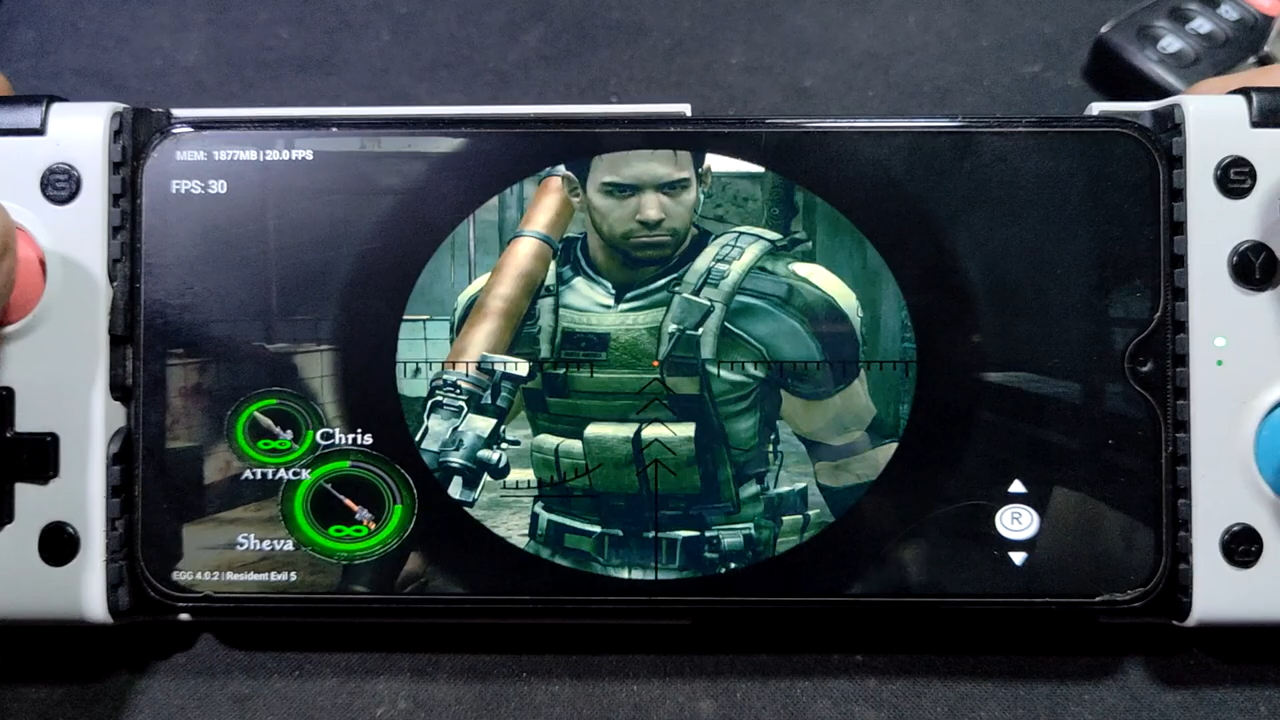 MEM: 1877MB | 20.0 FPS
FPS: 30
Chris
ATTACK
Sheva
EGG 4.0.2 | Resident Evil 5
R
Y